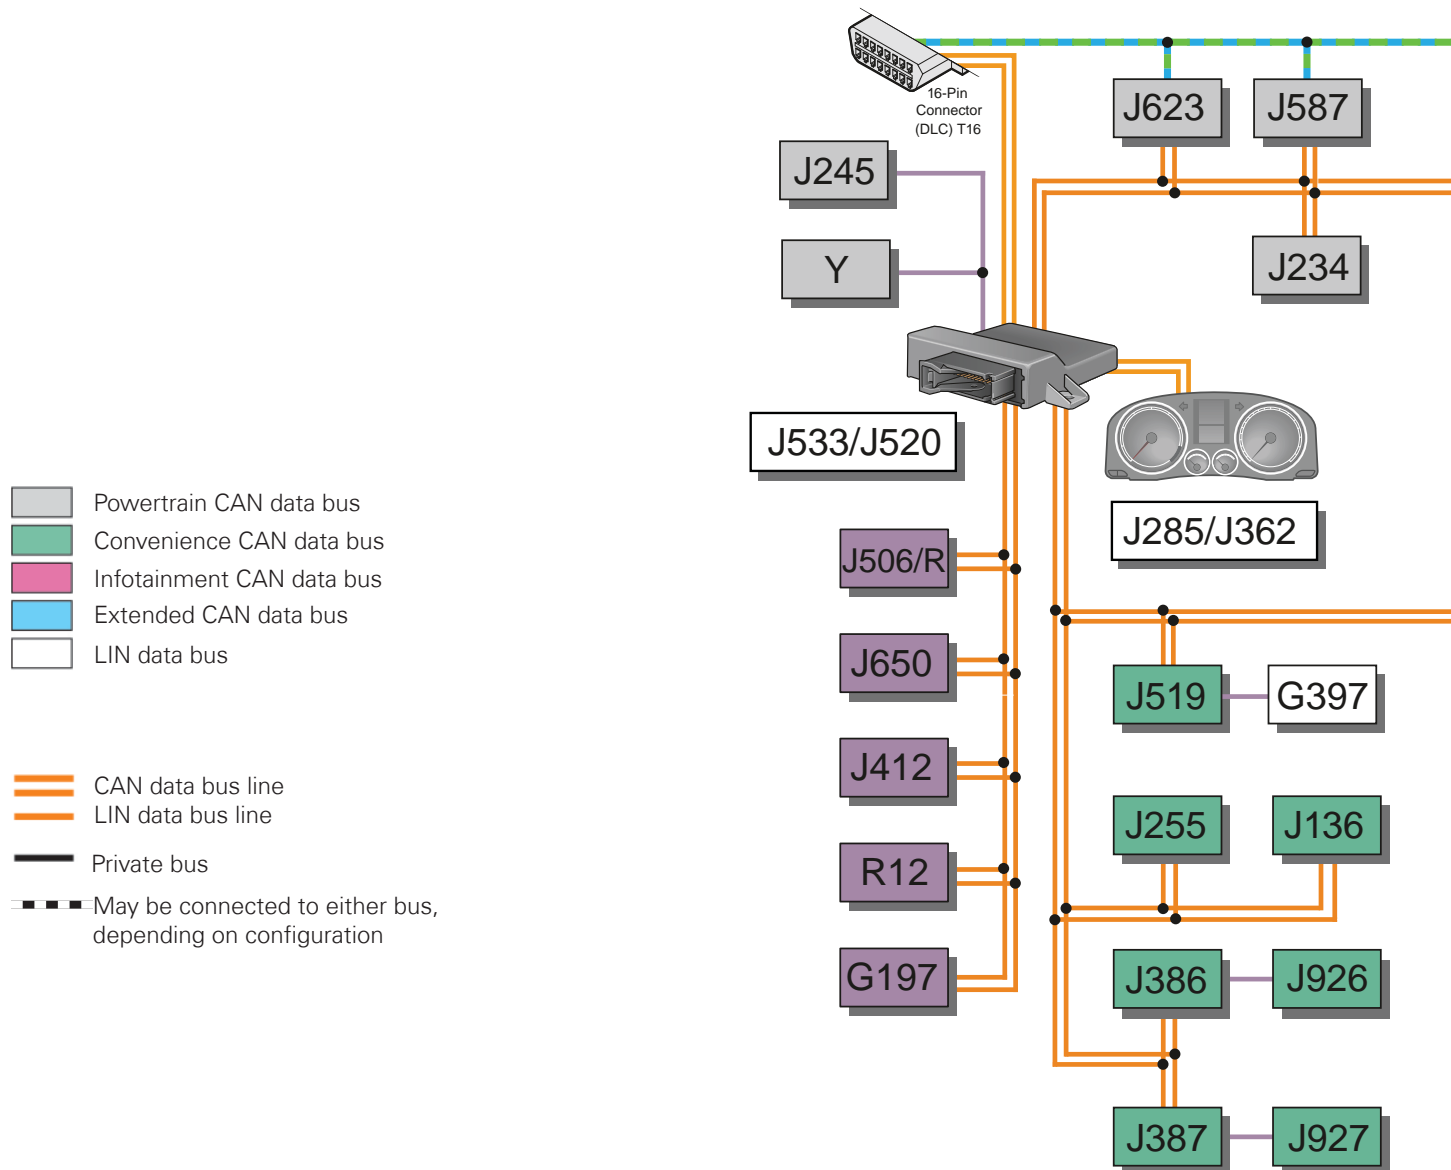 16-Pin
Connector
(DLC) T16
J623
J587
J245
Y
J234
J533/J520
J285/J362
Powertrain CAN data bus
Convenience CAN data bus
Infotainment CAN data bus
Extended CAN data bus
LIN data bus
CAN data bus line
LIN data bus line
Private bus
May be connected to either bus,
depending on configuration
J506/R
J650
J412
R12
G197
J519
G397
J255
J136
J386
J926
J387
J927